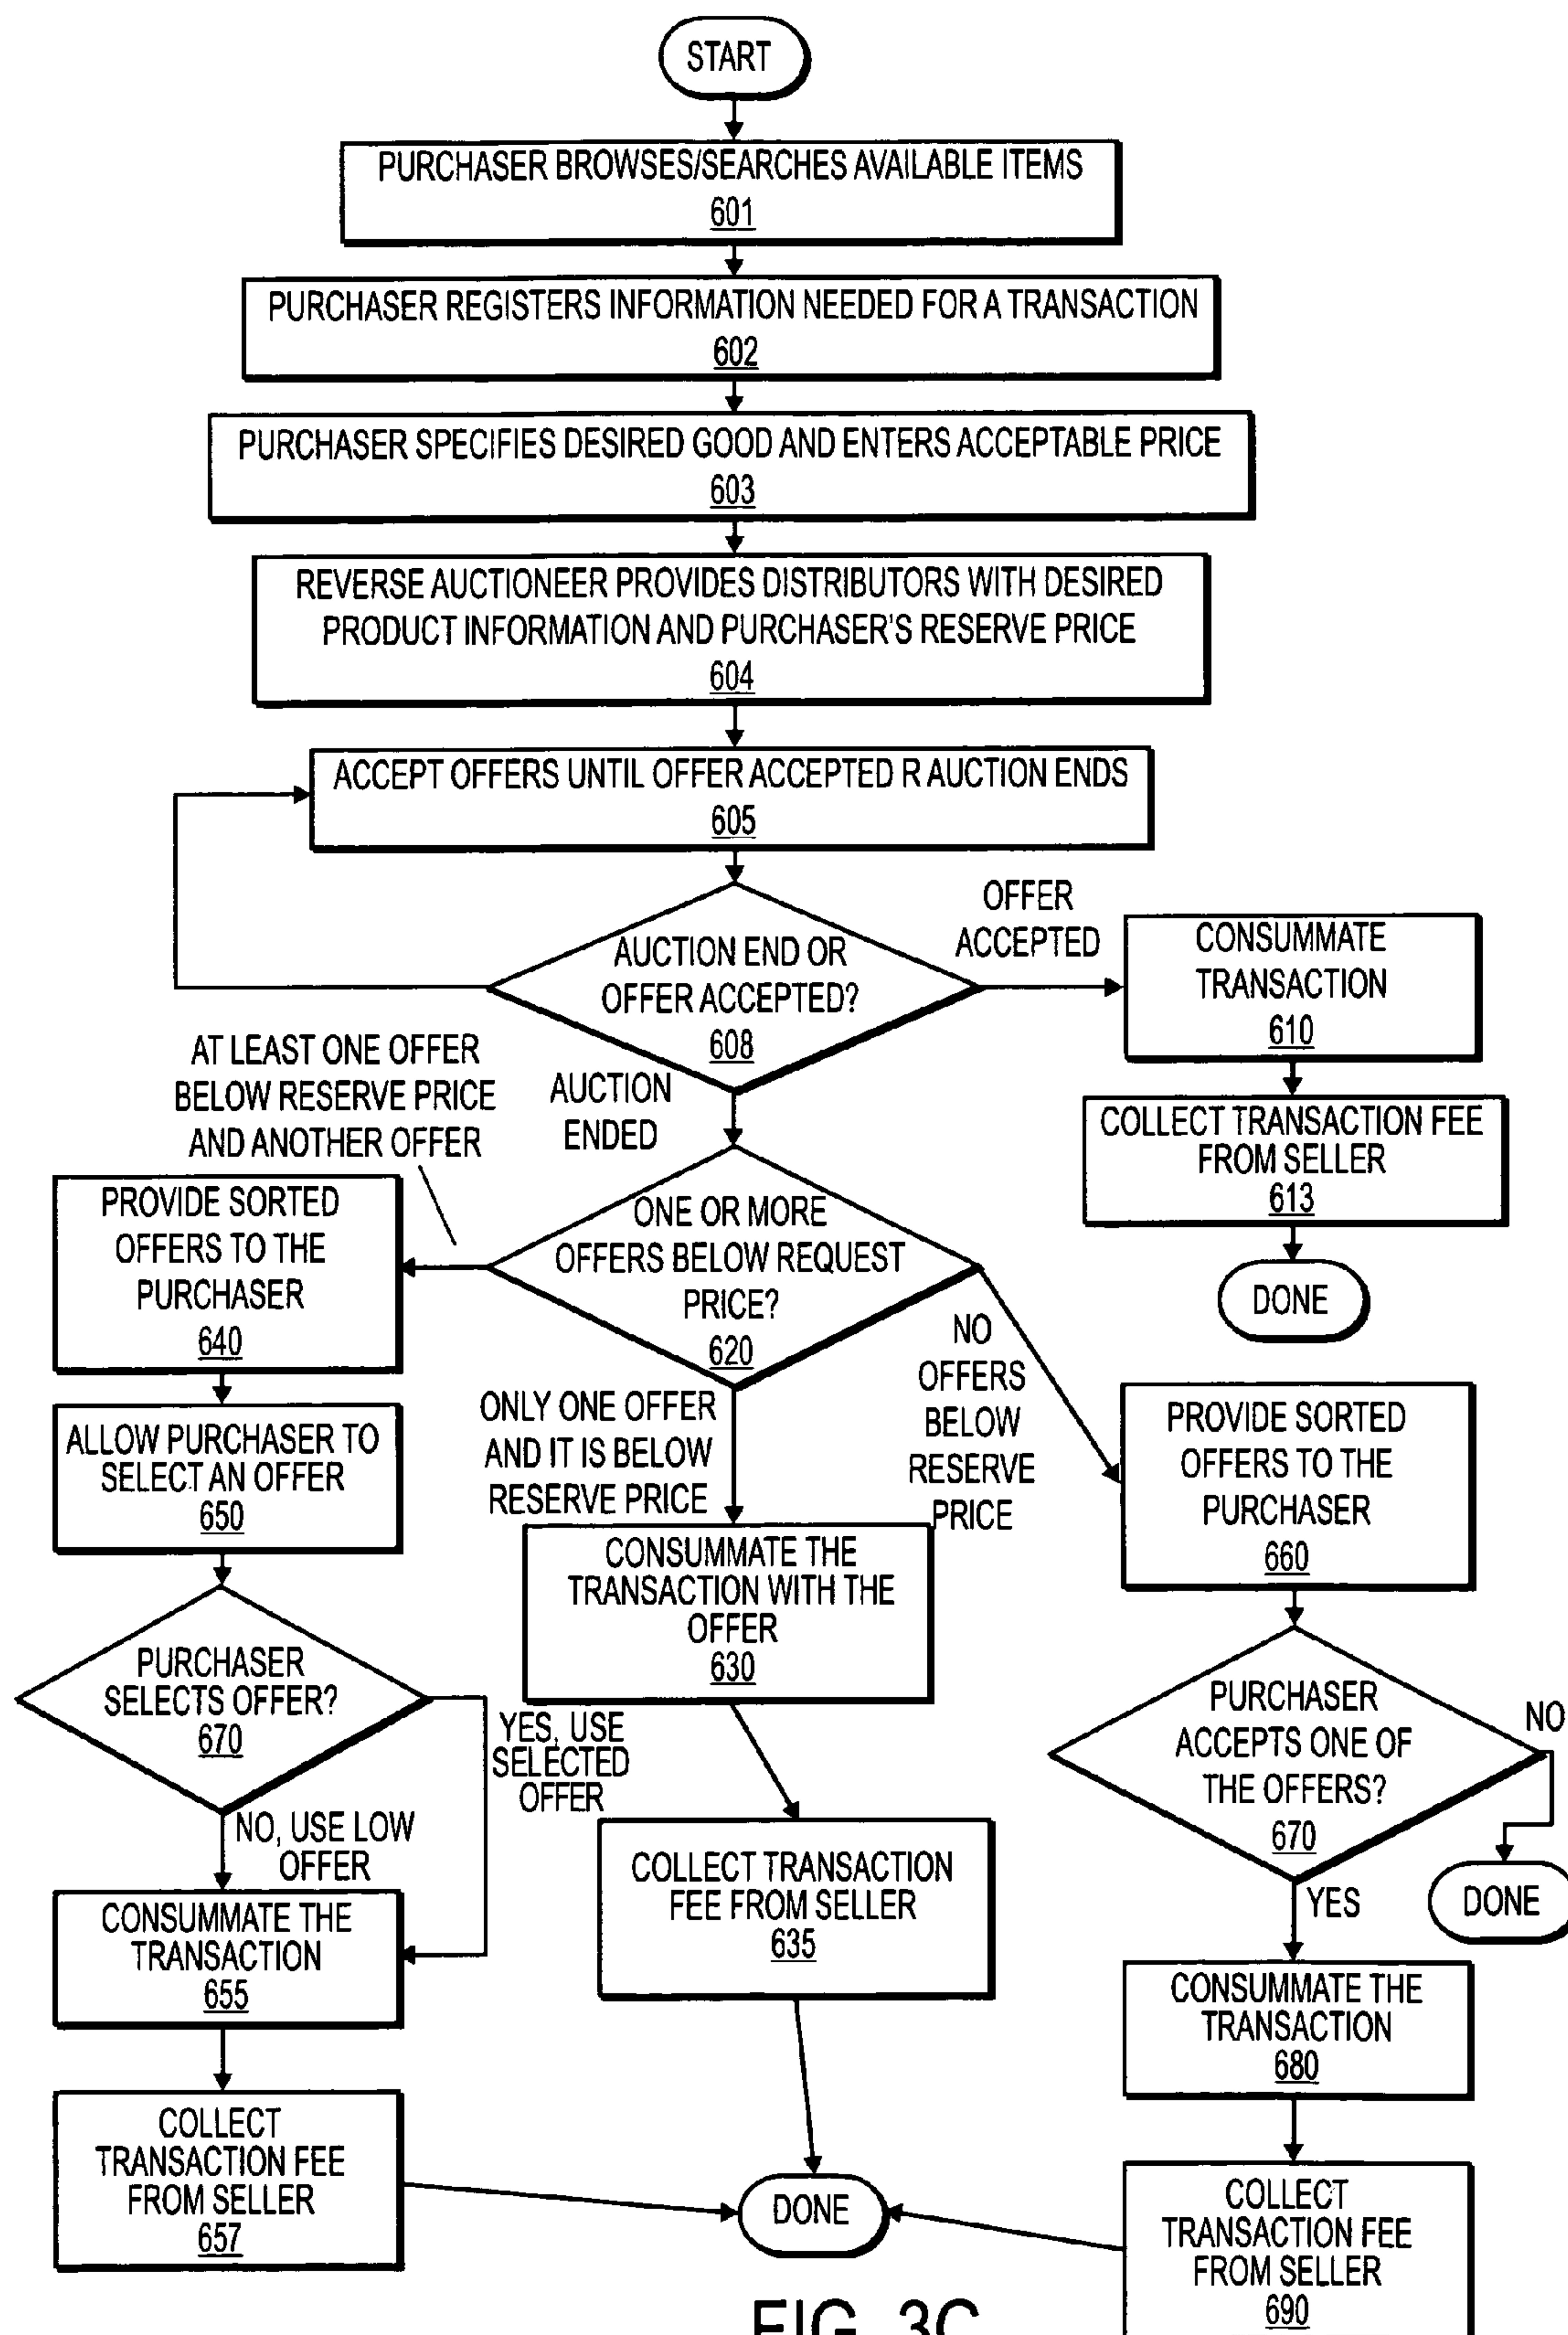 START
PURCHASER BROWSES/SEARCHES AVAILABLE ITEMS
601
PURCHASER REGISTERS INFORMATION NEEDED FOR A TRANSACTION
602
PURCHASER SPECIFIES DESIRED GOOD AND ENTERS ACCEPTABLE PRICE
603
REVERSE AUCTIONEER PROVIDES DISTRIBUTORS WITH DESIRED
PRODUCT INFORMATION AND PURCHASER'S RESERVE PRICE
604
ACCEPT OFFERS UNTIL OFFER ACCEPTED R AUCTION ENDS
605
AUCTION END OR
OFFER ACCEPTED?
608
OFFER
ACCEPTED
CONSUMMATE
TRANSACTION
610
COLLECT TRANSACTION FEE
FROM SELLER
613
DONE
AUCTION
ENDED
AT LEAST ONE OFFER
BELOW RESERVE PRICE
AND ANOTHER OFFER
ONE OR MORE
OFFERS BELOW REQUEST
PRICE?
620
PROVIDE SORTED
OFFERS TO THE
PURCHASER
640
ALLOW PURCHASER TO
SELECT AN OFFER
650
PURCHASER
SELECTS OFFER?
670
YES, USE
SELECTED
OFFER
NO, USE LOW
OFFER
CONSUMMATE THE
TRANSACTION
655
COLLECT
TRANSACTION FEE
FROM SELLER
657
ONLY ONE OFFER
AND IT IS BELOW
RESERVE PRICE
CONSUMMATE THE
TRANSACTION WITH THE
OFFER
630
COLLECT TRANSACTION
FEE FROM SELLER
635
DONE
NO
OFFERS
BELOW
RESERVE
PRICE
PROVIDE SORTED
OFFERS TO THE
PURCHASER
660
PURCHASER
ACCEPTS ONE OF
THE OFFERS?
670
NO
DONE
YES
CONSUMMATE THE
TRANSACTION
680
COLLECT
TRANSACTION FEE
FROM SELLER
690
FIG. 3C